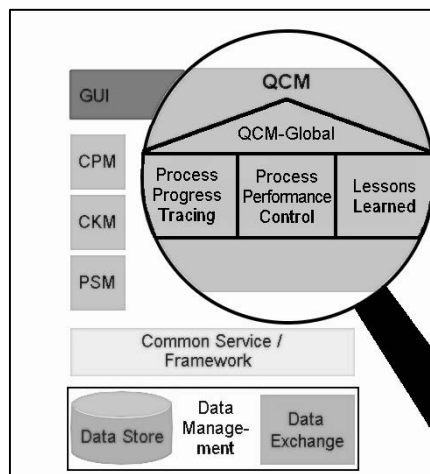 QCM
GUI
QCM-Global
CPM
Process
Progress
Tracing
Process
Performance
Control
Lessons
Learned
CKM
PSM
Common Service /
Framework
Data Store
Data
Manage-
ment
Data
Exchange